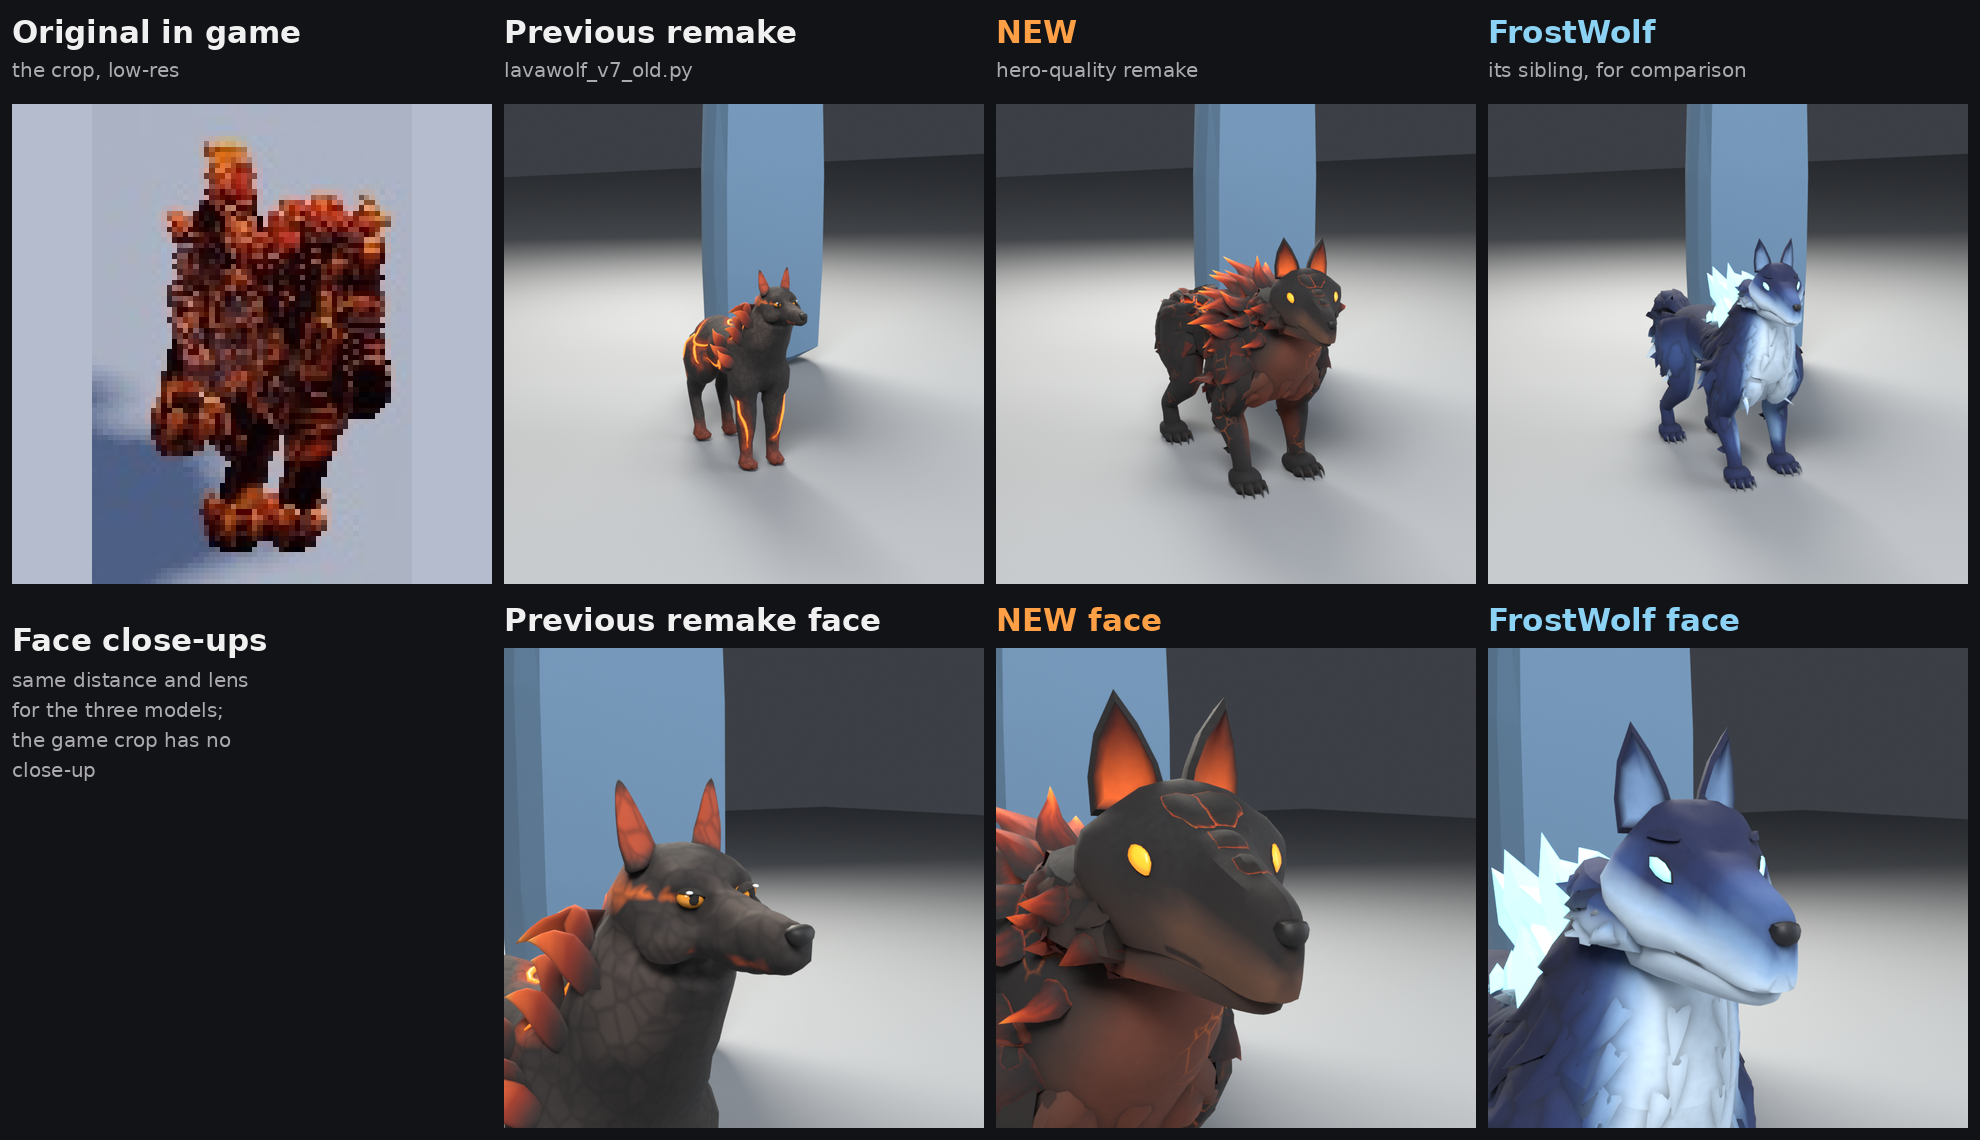 Original in game
the crop, low-res
Previous remake
lavawolf_v7_old.py
NEW
hero-quality remake
FrostWolf
its sibling, for comparison
Face close-ups
same distance and lens
for the three models;
the game crop has no
close-up
Previous remake face
NEW face
FrostWolf face